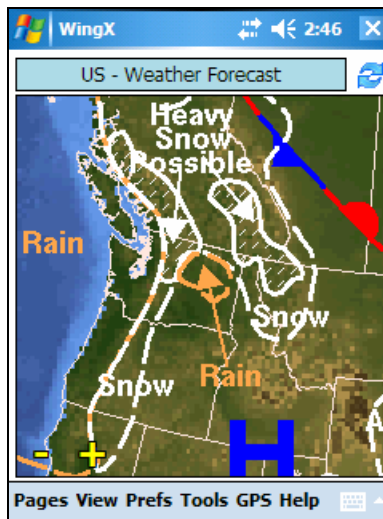 WingX 2:46
US - Weather Forecast
Heavy
Snow
Possible
Rain
Snow
Rain
Snow
H
A
- +
Pages View Prefs Tools GPS Help